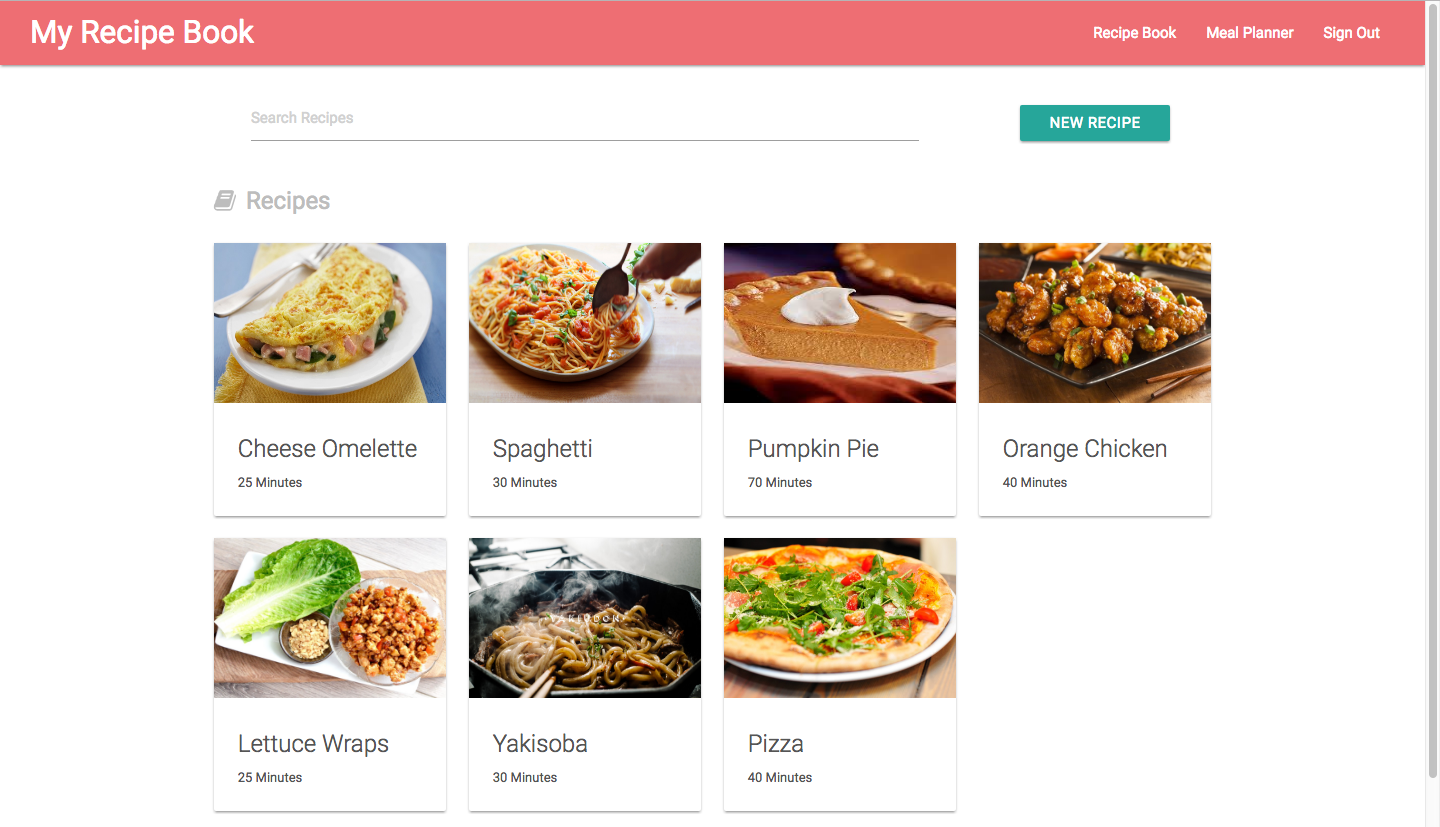 My Recipe Book
Recipe Book
Meal Planner
Sign Out
Search Recipes
NEW RECIPE
Recipes
Cheese Omelette
25 Minutes
Spaghetti
30 Minutes
Pumpkin Pie
70 Minutes
Orange Chicken
40 Minutes
Lettuce Wraps
25 Minutes
YAKIUDON
Yakisoba
30 Minutes
Pizza
40 Minutes